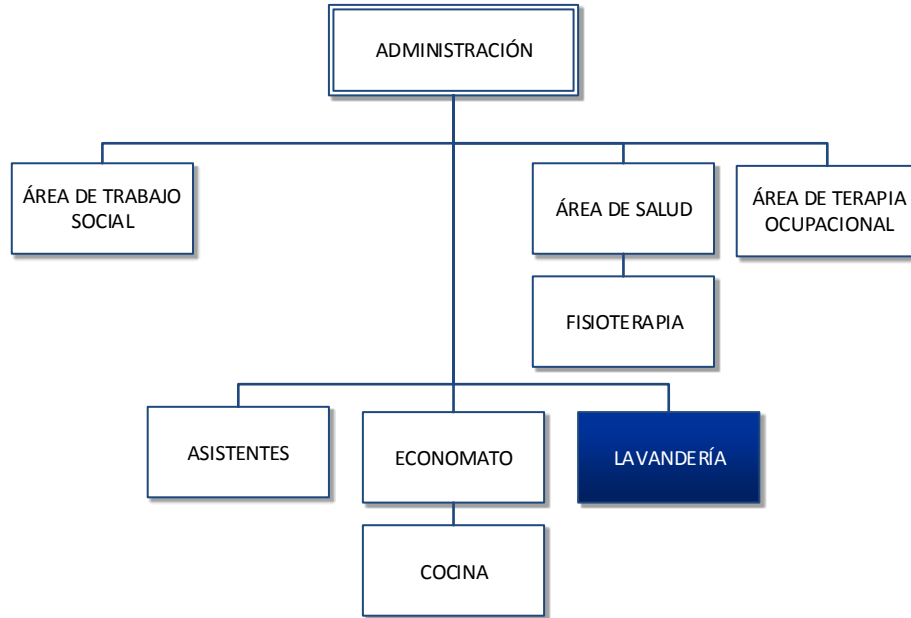 ADMINISTRACIÓN
ÁREA DE TRABAJO
SOCIAL
ÁREA DE SALUD
ÁREA DE TERAPIA
OCUPACIONAL
FISIOTERAPIA
ASISTENTES
ECONOMATO
LAVANDERÍA
COCINA